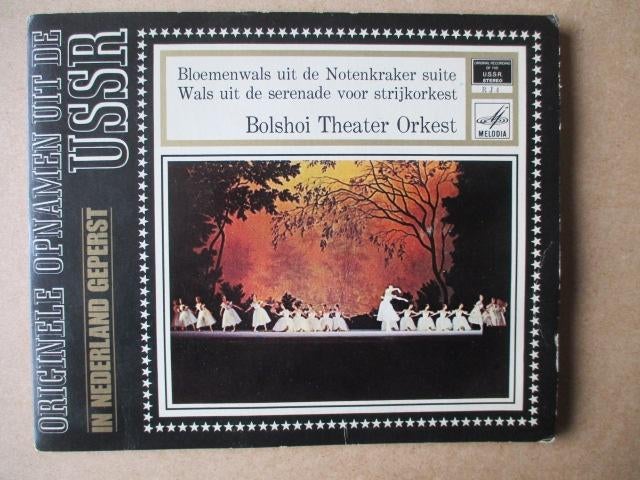 ORIGINELE OPNAMEN UIT DE
USSR
IN NEDERLAND GEPERST
Bloemenwals uit de Notenkraker suite
Wals uit de serenade voor strijkorkest
Bolshoi Theater Orkest
ORIGINAL RECORDING
OF THE
U.S.S.R.
STEREO
RJ4
MELODIA